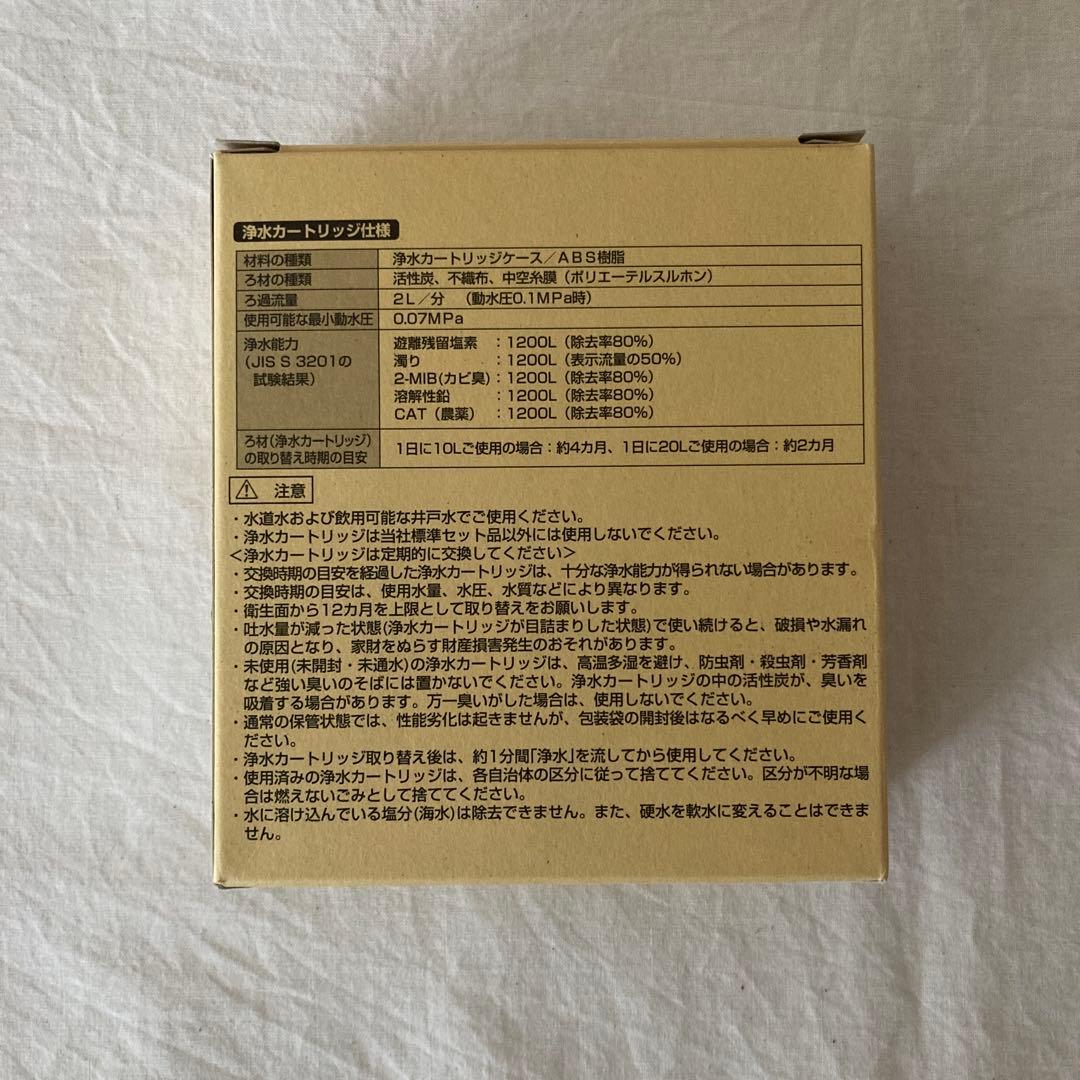 浄水カートリッジ仕様
材料の種類 浄水カートリッジケース/ABS樹脂
ろ材の種類 活性炭、不織布、中空糸膜(ポリエーテルスルホン)
ろ過流量 2L/分 (動水圧0.1MPa時)
使用可能な最小動水圧 0.07MPa
浄水能力 遊離残留塩素 :1200L(除去率80%)
(JIS S 3201の 濁り :1200L(表示流量の50%)
試験結果) 2-MIB(カビ臭):1200L(除去率80%)
溶解性鉛 :1200L(除去率80%)
CAT(農薬) :1200L(除去率80%)
ろ材(浄水カートリッジ)
の取り替え時期の目安 1日に10Lご使用の場合:約4カ月、1日に20Lご使用の場合:約2カ月
⚠ 注意
・水道水および飲用可能な井戸水でご使用ください。
・浄水カートリッジは当社標準セット品以外には使用しないでください。
<浄水カートリッジは定期的に交換してください>
・交換時期の目安を経過した浄水カートリッジは、十分な浄水能力が得られない場合があります。
・交換時期の目安は、使用水量、水圧、水質などにより異なります。
・衛生面から12カ月を上限として取り替えをお願いします。
・吐水量が減った状態(浄水カートリッジが目詰まりした状態)で使い続けると、破損や水漏れ
の原因となり、家財をぬらす財産損害発生のおそれがあります。
・未使用(未開封・未通水)の浄水カートリッジは、高温多湿を避け、防虫剤・殺虫剤・芳香剤
など強い臭いのそばには置かないでください。浄水カートリッジの中の活性炭が、臭いを
吸着する場合があります。万一臭いがした場合は、使用しないでください。
・通常の保管状態では、性能劣化は起きませんが、包装袋の開封後はなるべく早めにご使用く
ださい。
・浄水カートリッジ取り替え後は、約1分間「浄水」を流してから使用してください。
・使用済みの浄水カートリッジは、各自治体の区分に従って捨ててください。区分が不明な場
合は燃えないごみとして捨ててください。
・水に溶け込んでいる塩分(海水)は除去できません。また、硬水を軟水に変えることはできま
せん。